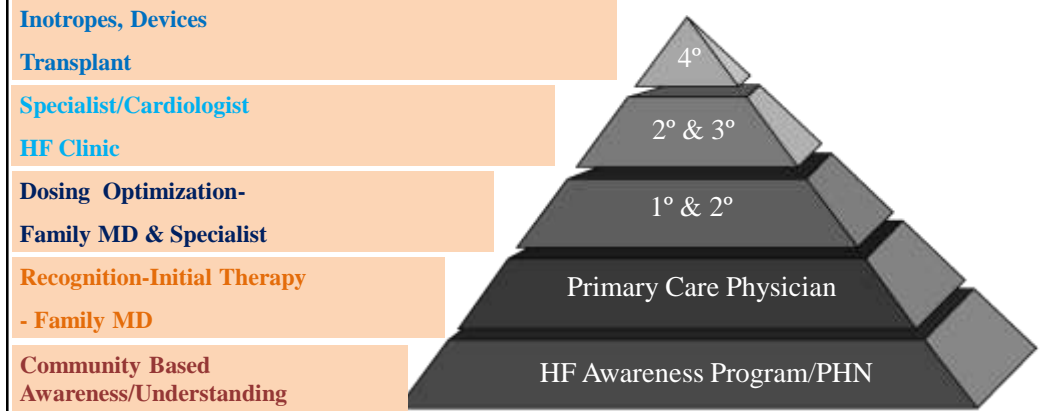 Inotropes, Devices
Transplant
4º
Specialist/Cardiologist
HF Clinic
2º & 3º
Dosing Optimization-
Family MD & Specialist
1º & 2º
Recognition-Initial Therapy
- Family MD
Primary Care Physician
Community Based
Awareness/Understanding
HF Awareness Program/PHN